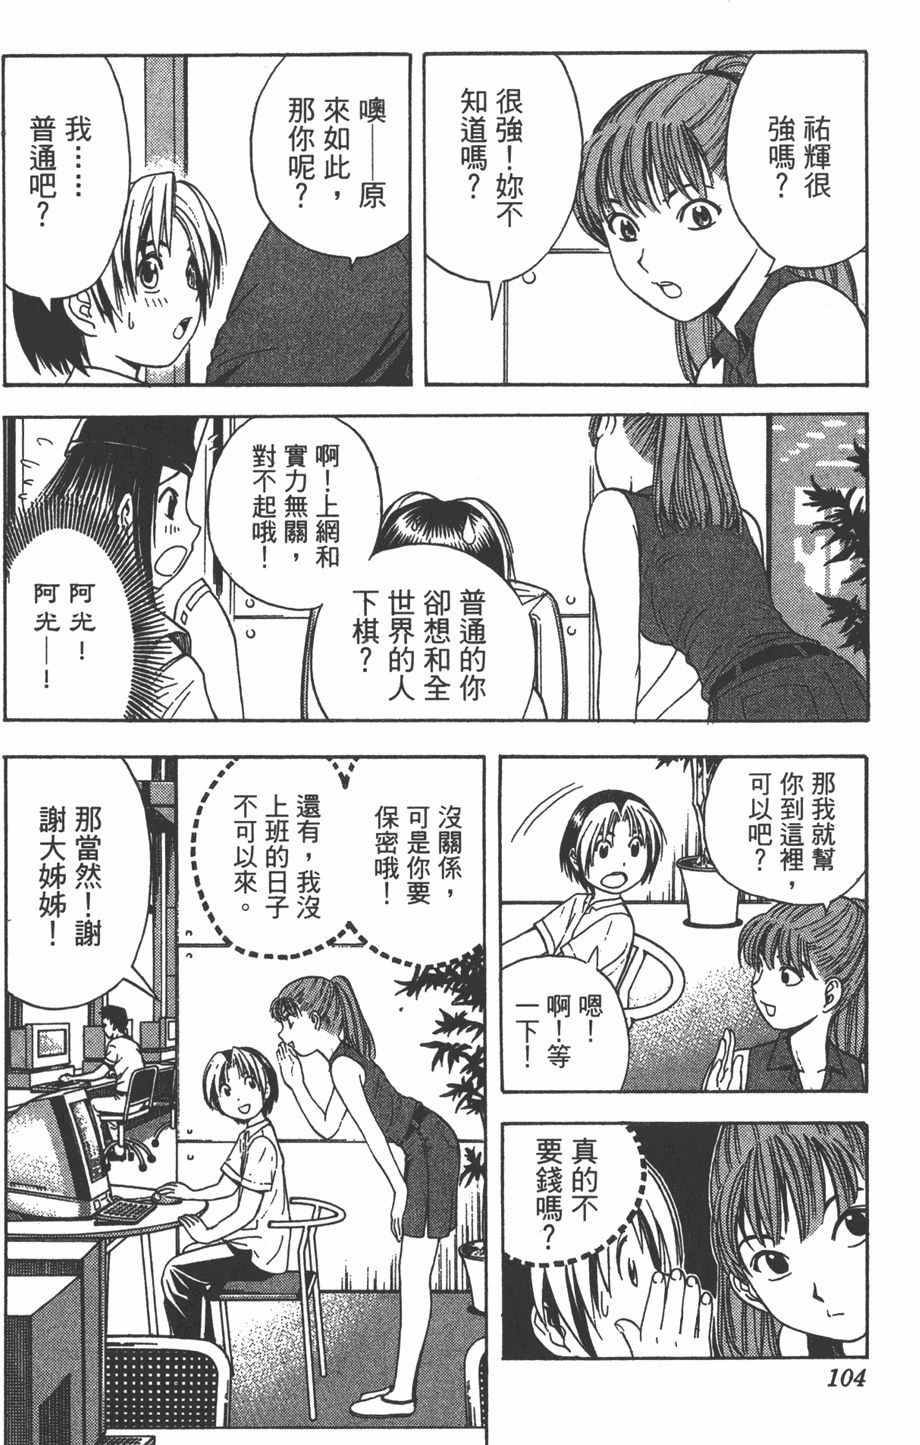 祐輝很
強嗎？
很強！妳不
知道嗎？
噢——原
來如此，
那你呢？
我……
普通吧？
普通的你
卻想和全
世界的人
下棋？
啊！上網和
實力無關，
對不起哦！
阿光！
阿光——！
那我就幫
你到這裡，
可以吧？
嗯！
啊！等
一下！
真的不
要錢嗎？
沒關係，
可是你要
保密哦！
還有，我沒
上班的日子
不可以來。
那當然！謝
謝大姊姊！
104